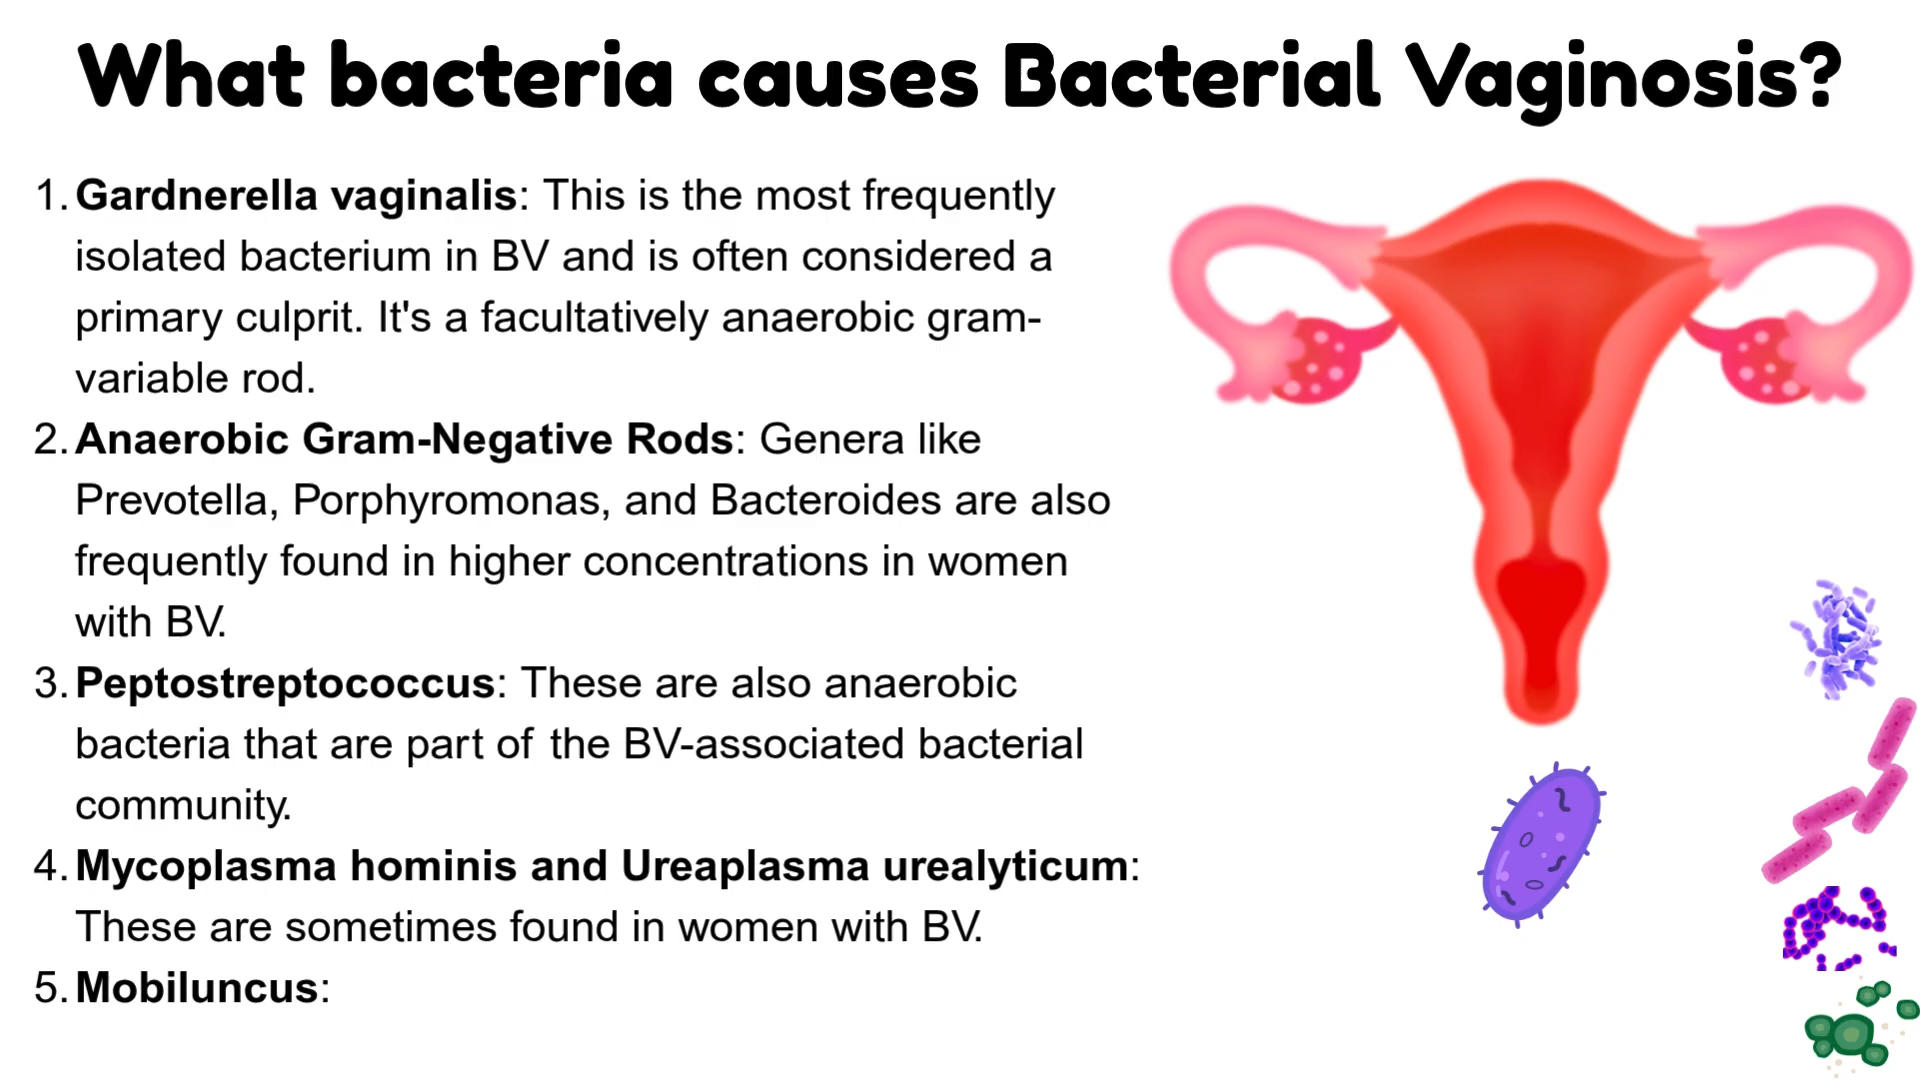 What bacteria causes Bacterial Vaginosis?
1. Gardnerella vaginalis: This is the most frequently
isolated bacterium in BV and is often considered a
primary culprit. It's a facultatively anaerobic gram-
variable rod.
2. Anaerobic Gram-Negative Rods: Genera like
Prevotella, Porphyromonas, and Bacteroides are also
frequently found in higher concentrations in women
with BV.
3. Peptostreptococcus: These are also anaerobic
bacteria that are part of the BV-associated bacterial
community.
4. Mycoplasma hominis and Ureaplasma urealyticum:
These are sometimes found in women with BV.
5. Mobiluncus: